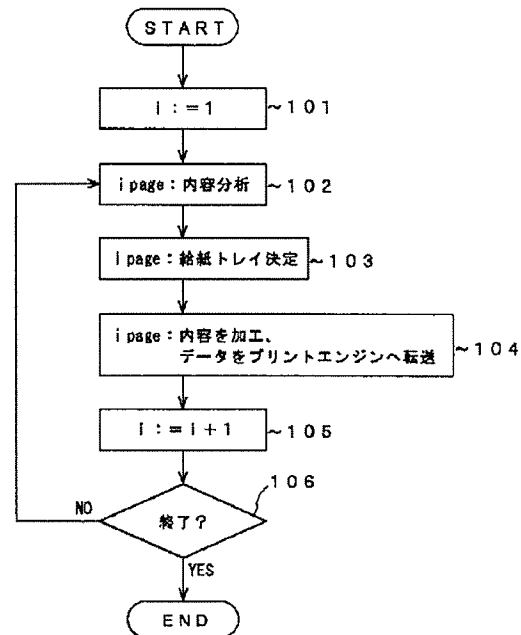 START
i:=1
~101
ipage:内容分析
~102
ipage:給紙トレイ決定
~103
ipage:内容を加工、
データをプリントエンジンへ転送
~104
i:=i+1
~105
106
終了?
NO
YES
END